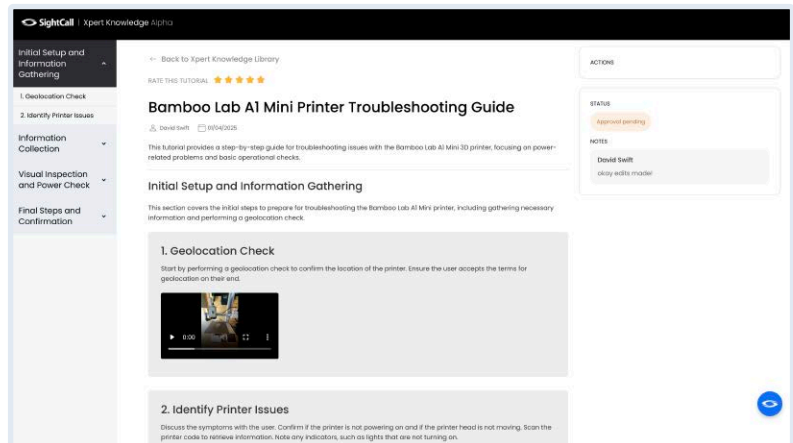 SightCall | Xpert Knowledge Alpha
Initial Setup and
Information
Gathering
1. Geolocation Check
2. Identify Printer Issues
Information
Collection
Visual Inspection
and Power Check
Final Steps and
Confirmation
← Back to Xpert Knowledge Library
RATE THIS TUTORIAL
Bamboo Lab A1 Mini Printer Troubleshooting Guide
David Swift 01/04/2025
This tutorial provides a step-by-step guide for troubleshooting issues with the Bamboo Lab A1 Mini 3D printer, focusing on power-
related problems and basic operational checks.
Initial Setup and Information Gathering
This section covers the initial steps to prepare for troubleshooting the Bamboo Lab A1 Mini printer, including gathering necessary
information and performing a geolocation check.
1. Geolocation Check
Start by performing a geolocation check to confirm the location of the printer. Ensure the user accepts the terms for
geolocation on their end.
0:00
2. Identify Printer Issues
Discuss the symptoms with the user. Confirm if the printer is not powering on and if the printer head is not moving. Scan the
printer code to retrieve information. Note any indicators, such as lights that are not turning on.
ACTIONS
STATUS
Approval pending
NOTES
David Swift
okay edits made!